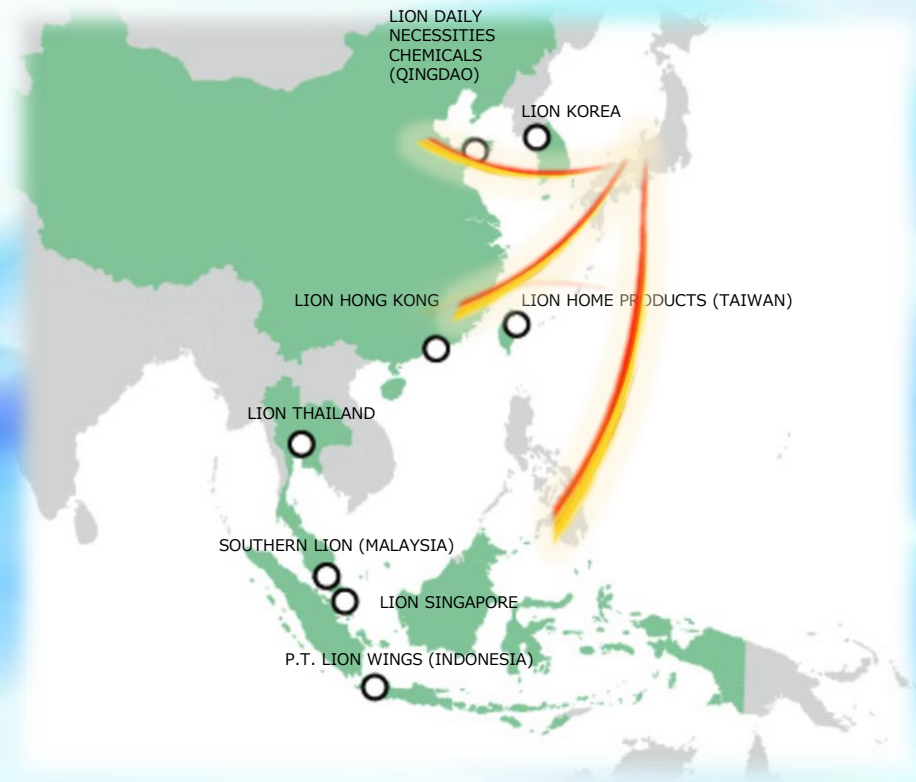 LION DAILY
NECESSITIES
CHEMICALS
(QINGDAO)
LION KOREA
LION HONG KONG
LION HOME PRODUCTS (TAIWAN)
LION THAILAND
SOUTHERN LION (MALAYSIA)
LION SINGAPORE
P.T. LION WINGS (INDONESIA)